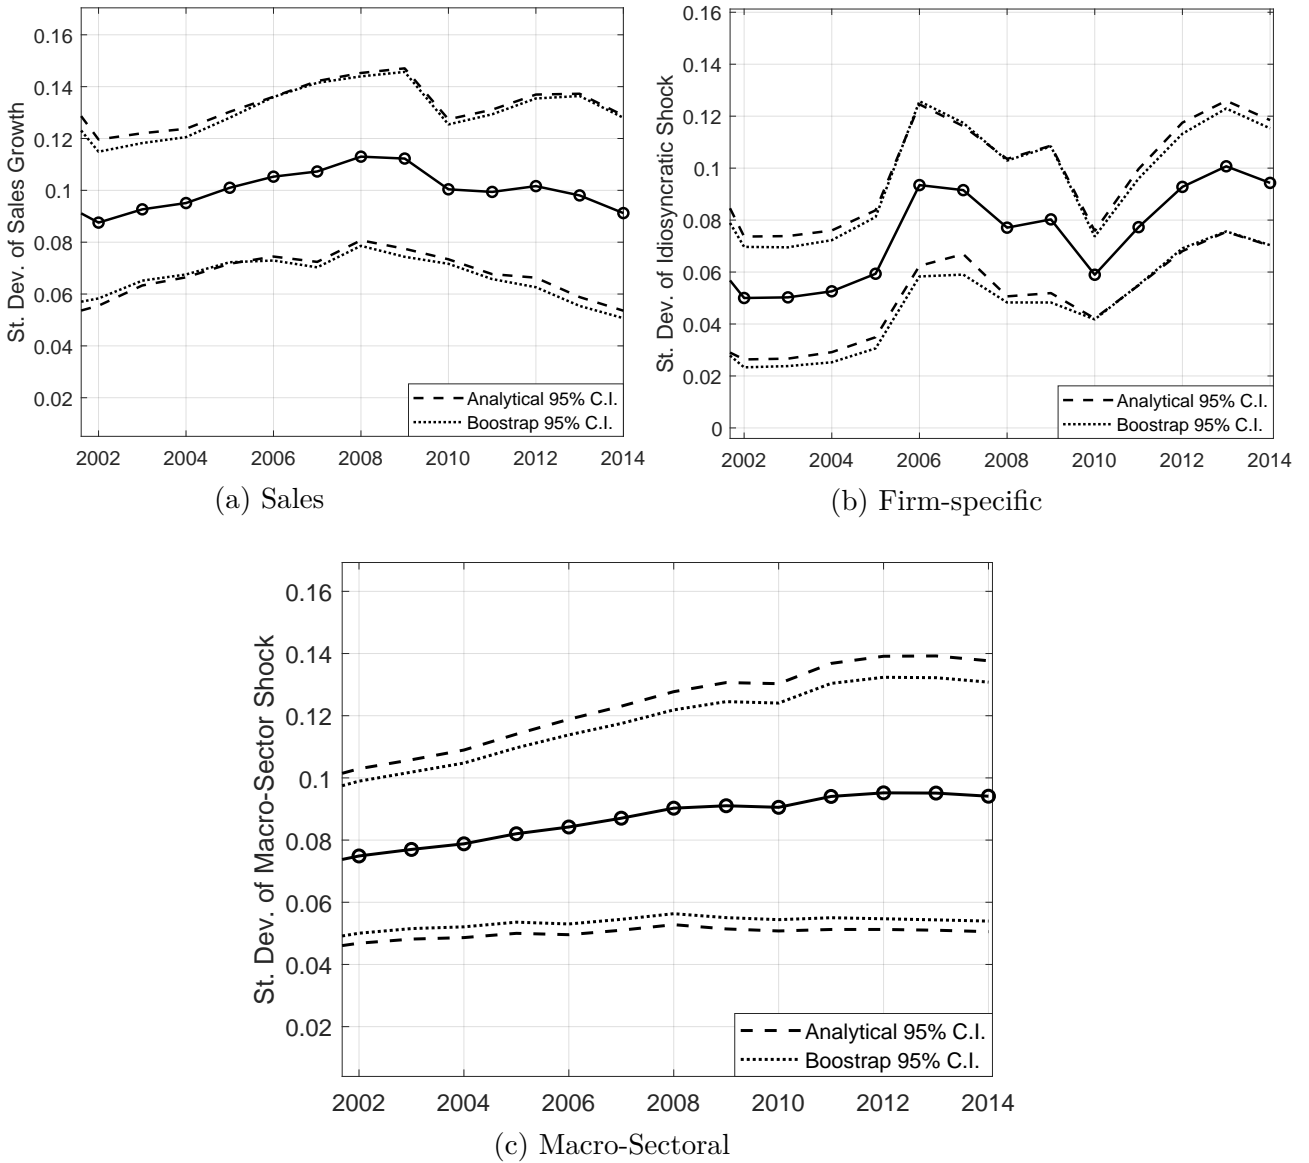 St. Dev. of Sales Growth
0.16
0.14
0.12
0.1
0.08
0.06
0.04
0.02
2002 2004 2006 2008 2010 2012 2014
Analytical 95% C.I.
Boostrap 95% C.I.
(a) Sales
St. Dev. of Idiosyncratic Shock
0.16
0.14
0.12
0.1
0.08
0.06
0.04
0.02
0
2002 2004 2006 2008 2010 2012 2014
Analytical 95% C.I.
Boostrap 95% C.I.
(b) Firm-specific
St. Dev. of Macro-Sector Shock
0.16
0.14
0.12
0.1
0.08
0.06
0.04
0.02
2002 2004 2006 2008 2010 2012 2014
Analytical 95% C.I.
Boostrap 95% C.I.
(c) Macro-Sectoral